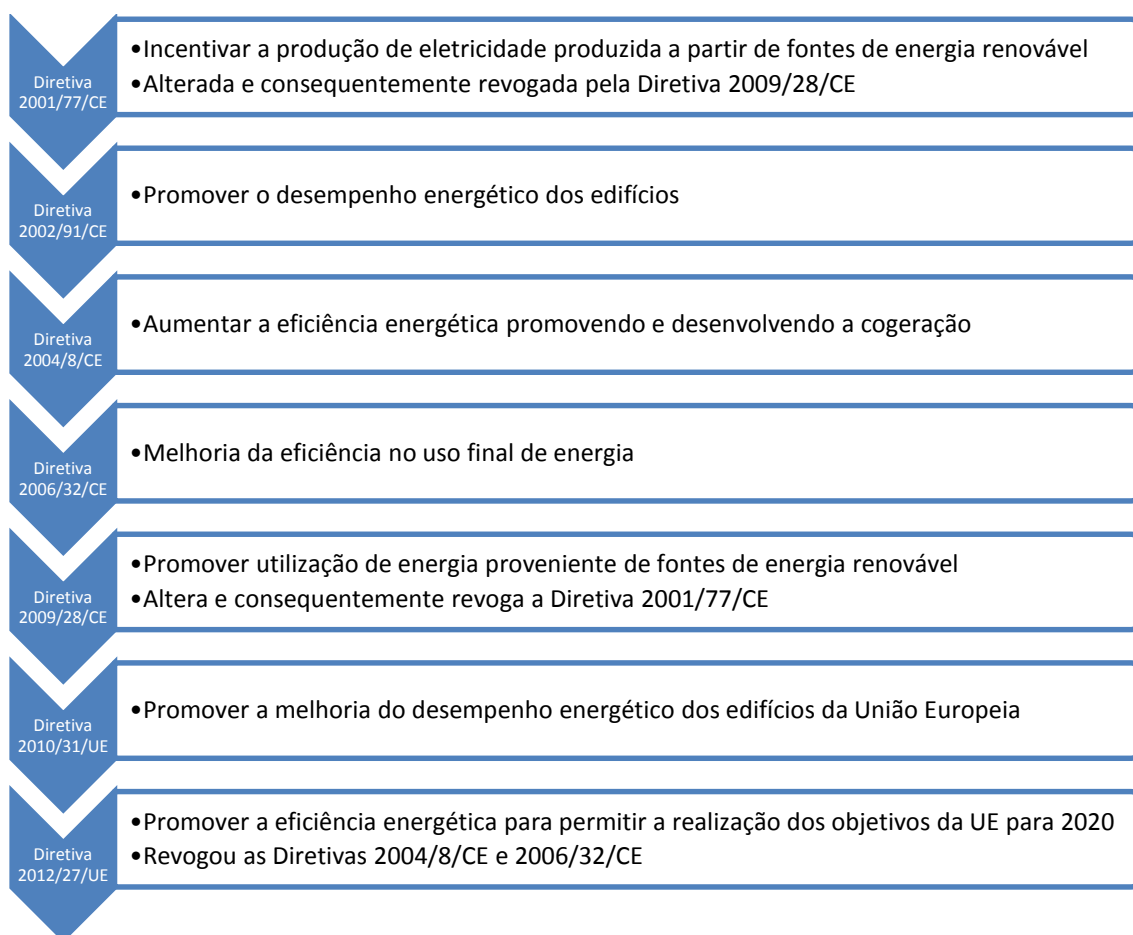 Diretiva
2001/77/CE
•Incentivar a produção de eletricidade produzida a partir de fontes de energia renovável
•Alterada e consequentemente revogada pela Diretiva 2009/28/CE
Diretiva
2002/91/CE
•Promover o desempenho energético dos edifícios
Diretiva
2004/8/CE
•Aumentar a eficiência energética promovendo e desenvolvendo a cogeração
Diretiva
2006/32/CE
•Melhoria da eficiência no uso final de energia
Diretiva
2009/28/CE
•Promover utilização de energia proveniente de fontes de energia renovável
•Altera e consequentemente revoga a Diretiva 2001/77/CE
Diretiva
2010/31/UE
•Promover a melhoria do desempenho energético dos edifícios da União Europeia
Diretiva
2012/27/UE
•Promover a eficiência energética para permitir a realização dos objetivos da UE para 2020
•Revogou as Diretivas 2004/8/CE e 2006/32/CE